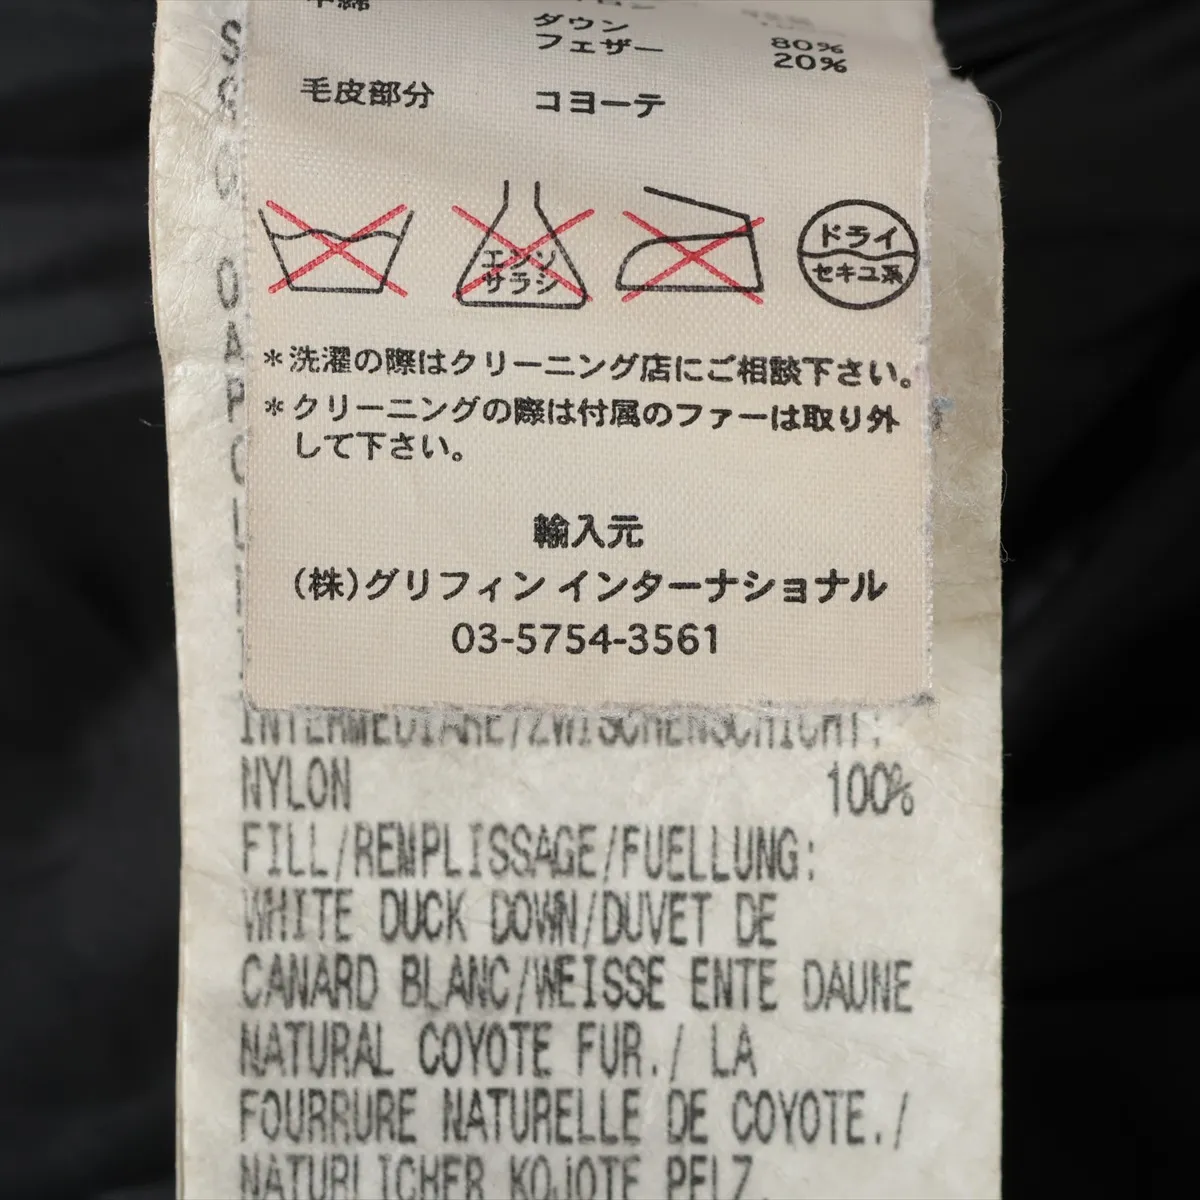 中綿
ダウン 80%
フェザー 20%
毛皮部分 コヨーテ
エンソ
サラシ
ドライ
セキユ系
*洗濯の際はクリーニング店にご相談下さい。
*クリーニングの際は付属のファーは取り外
して下さい。
輸入元
(株)グリフィン インターナショナル
03-5754-3561
INTERMEDIARE/ZWISCHENSCHICHT:
NYLON 100%
FILL/REMPLISSAGE/FUELLUNG:
WHITE DUCK DOWN/DUVET DE
CANARD BLANC/WEISSE ENTE DAUNE
NATURAL COYOTE FUR./ LA
FOURRURE NATURELLE DE COYOTE./
NATURLICHER KOJOTE PELZ.